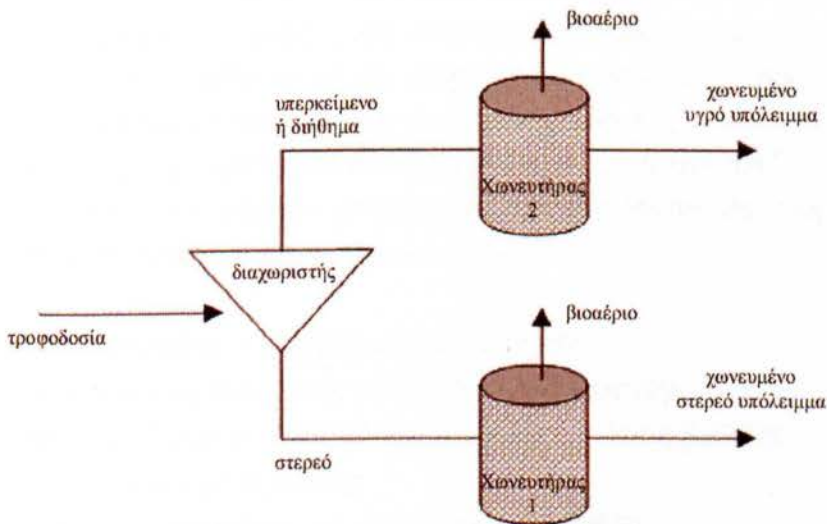 βιοαέριο
υπερκείμενο
ή διήθημα
χωνευμένο
υγρό υπόλειμμα
Χωνευτήρας
2
διαχωριστής
τροφοδοσία
βιοαέριο
χωνευμένο
στερεό υπόλειμμα
στερεό
Χωνευτήρας
1